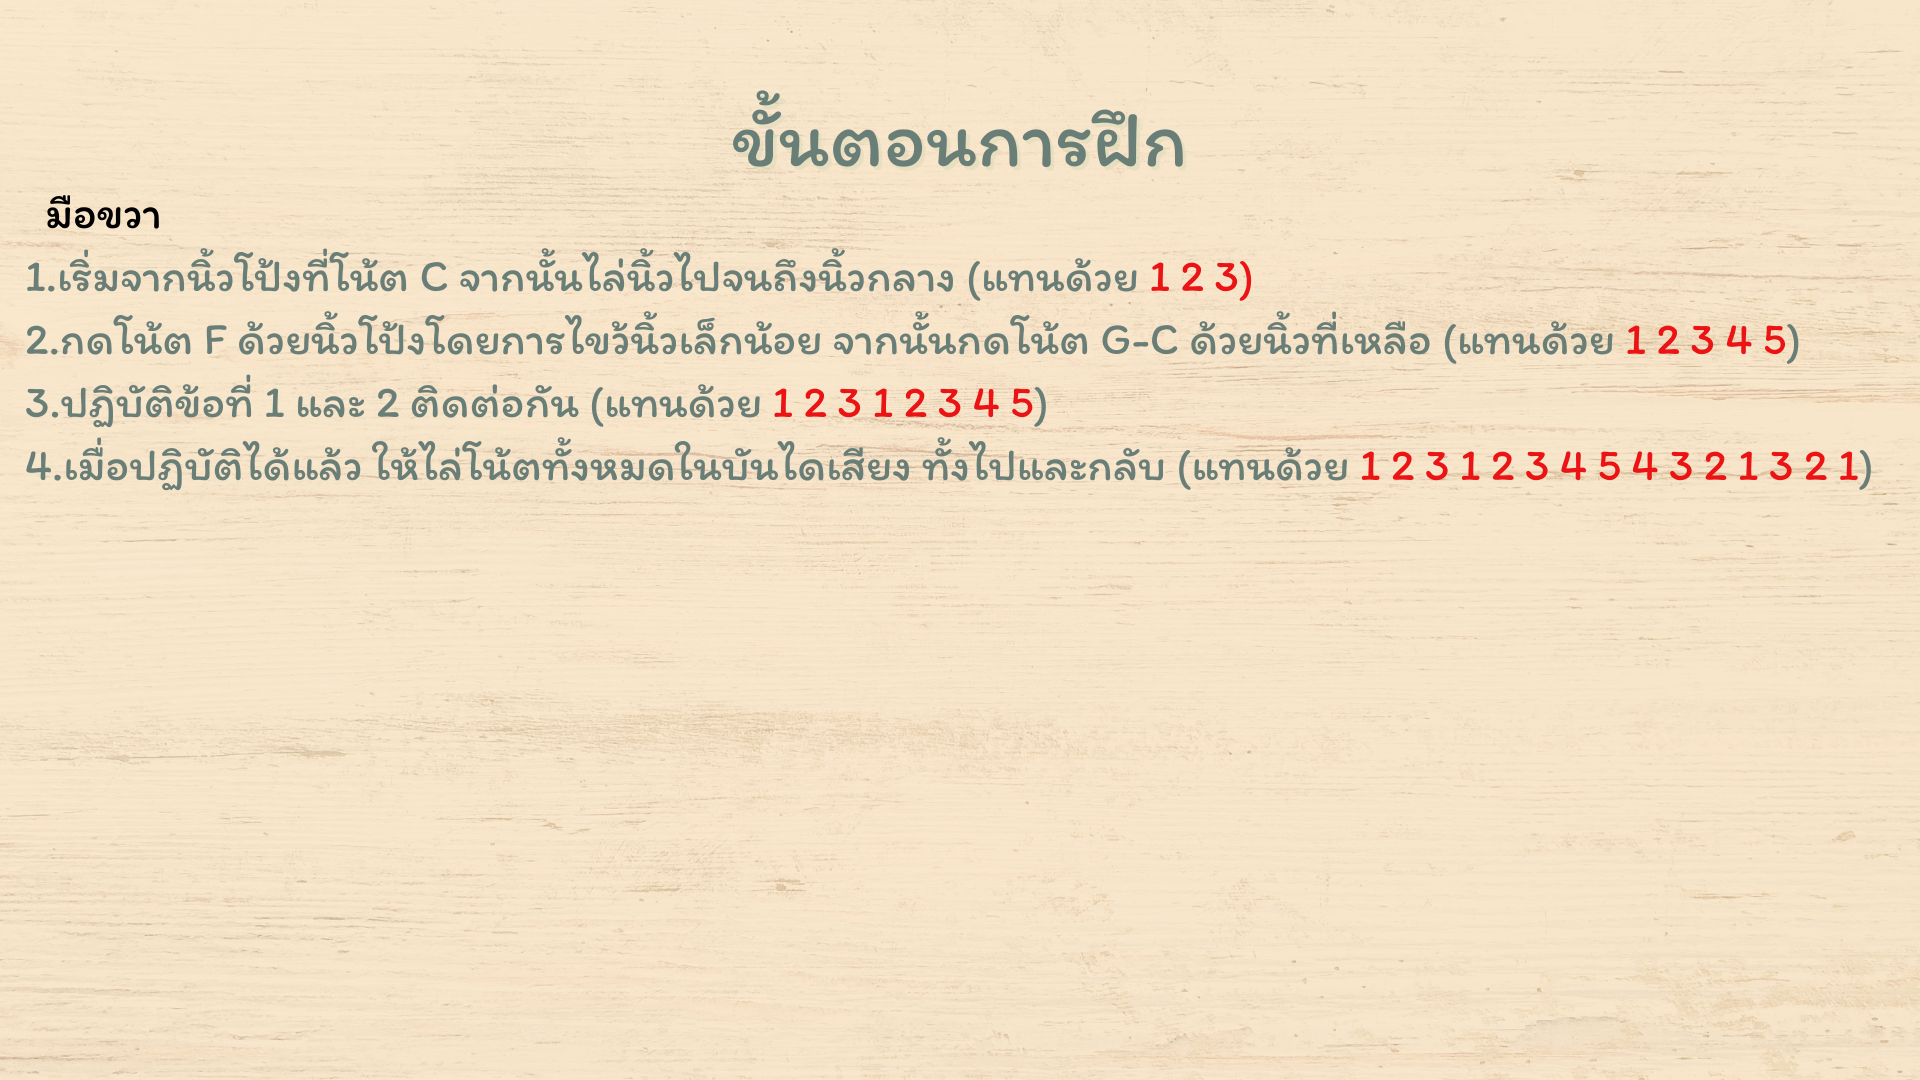 ขั้นตอนการฝึก
มือขวา
1.เริ่มจากนิ้วโป้งที่โน้ต C จากนั้นไล่นิ้วไปจนถึงนิ้วกลาง (แทนด้วย 1 2 3)
2.กดโน้ต F ด้วยนิ้วโป้งโดยการไขว้นิ้วเล็กน้อย จากนั้นกดโน้ต G-C ด้วยนิ้วที่เหลือ (แทนด้วย 1 2 3 4 5)
3.ปฏิบัติข้อที่ 1 และ 2 ติดต่อกัน (แทนด้วย 1 2 3 1 2 3 4 5)
4.เมื่อปฏิบัติได้แล้ว ให้ไล่โน้ตทั้งหมดในบันไดเสียง ทั้งไปและกลับ (แทนด้วย 1 2 3 1 2 3 4 5 4 3 2 1 3 2 1)